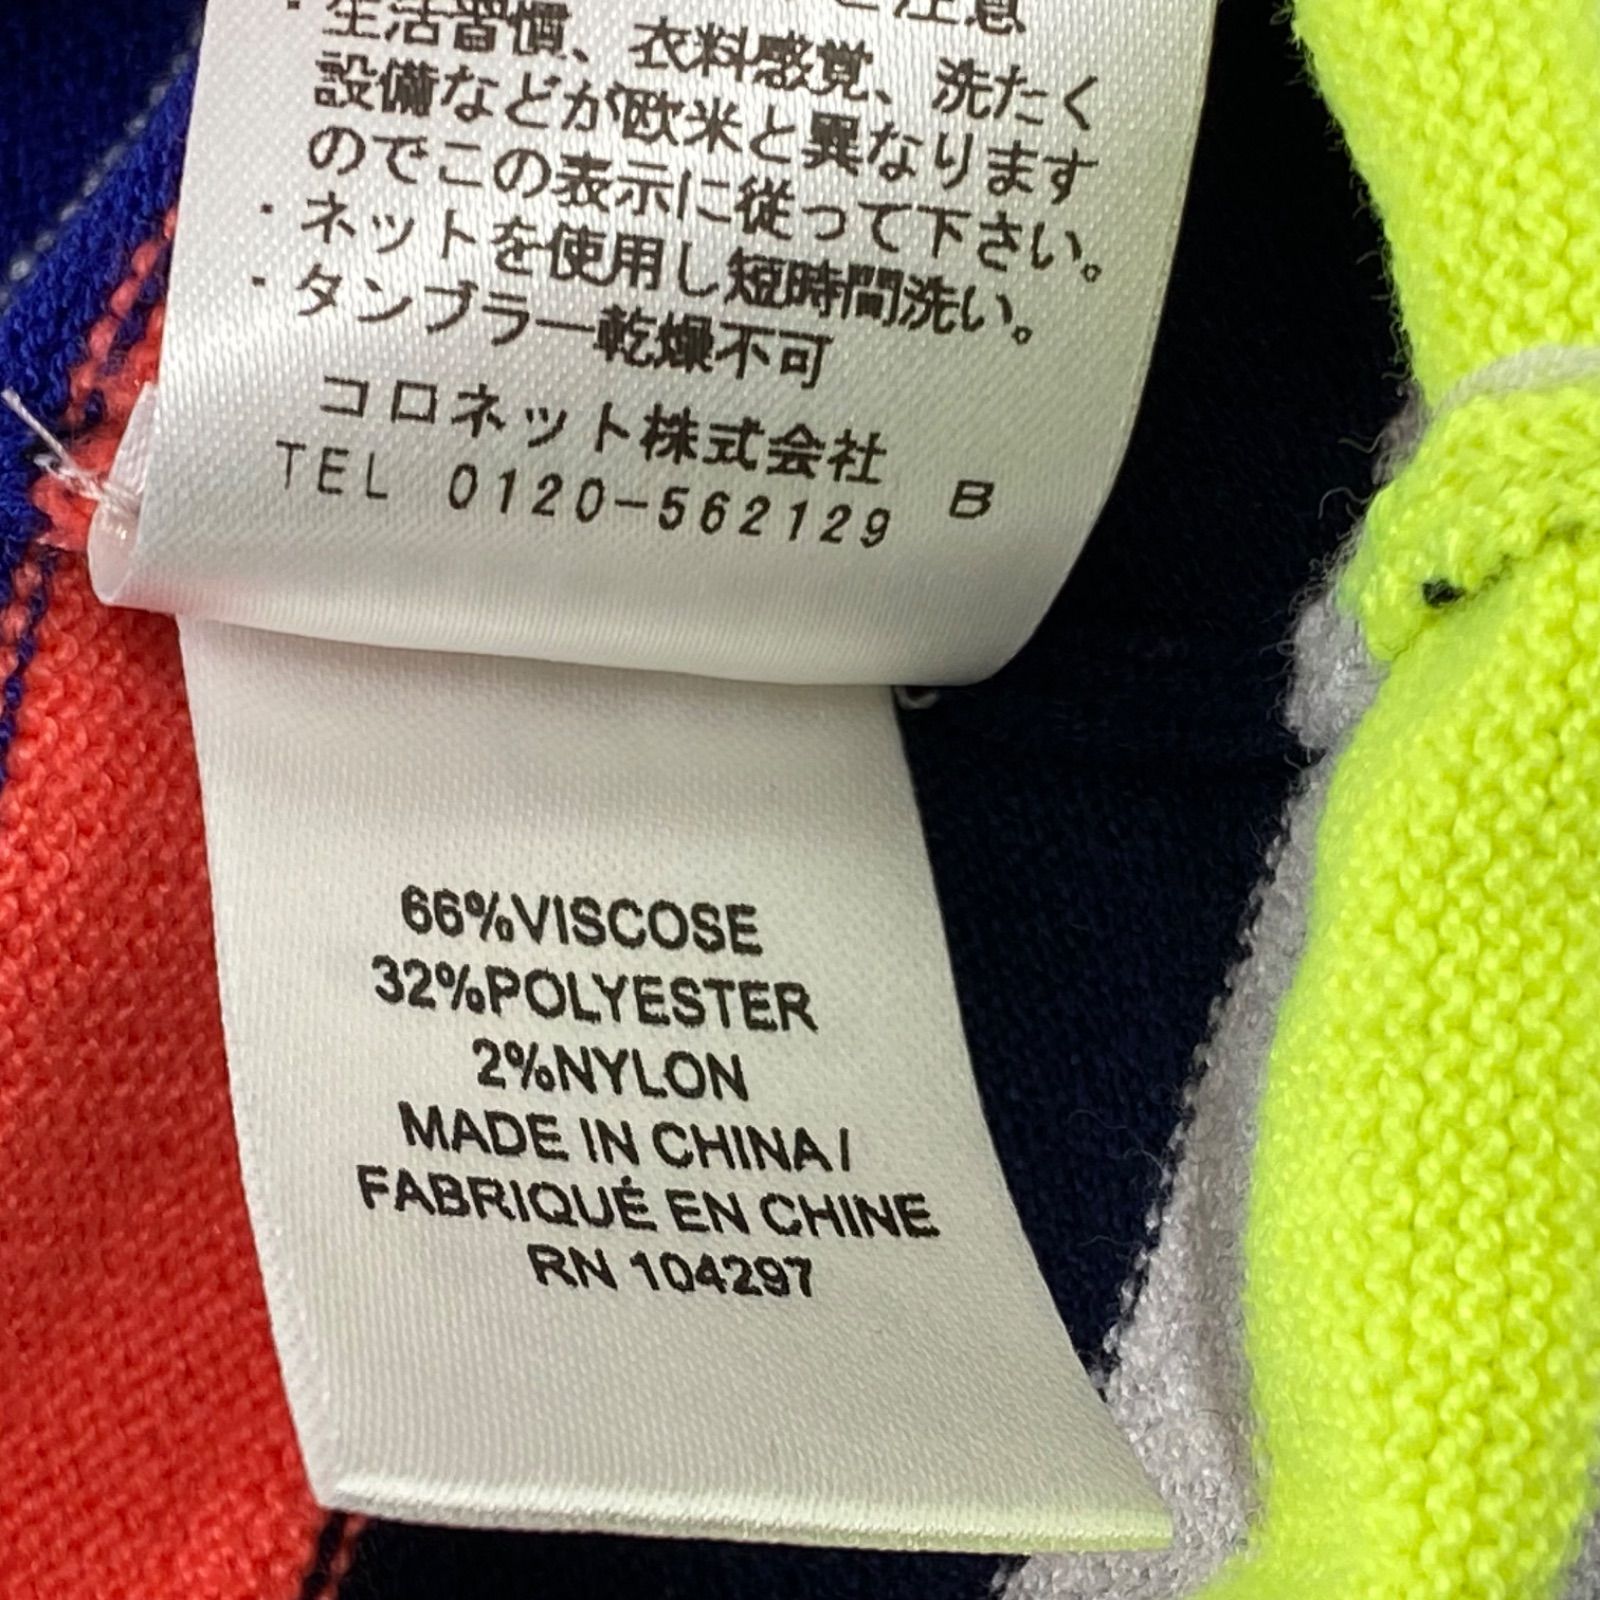 注意
・生活習慣、衣料感覚、洗たく
設備などが欧米と異なります
のでこの表示に従って下さい。
・ネットを使用し短時間洗い。
・タンブラー乾燥不可
コロネット株式会社
TEL 0120-562129 B
66%VISCOSE
32%POLYESTER
2%NYLON
MADE IN CHINA/
FABRIQUÉ EN CHINE
RN 104297